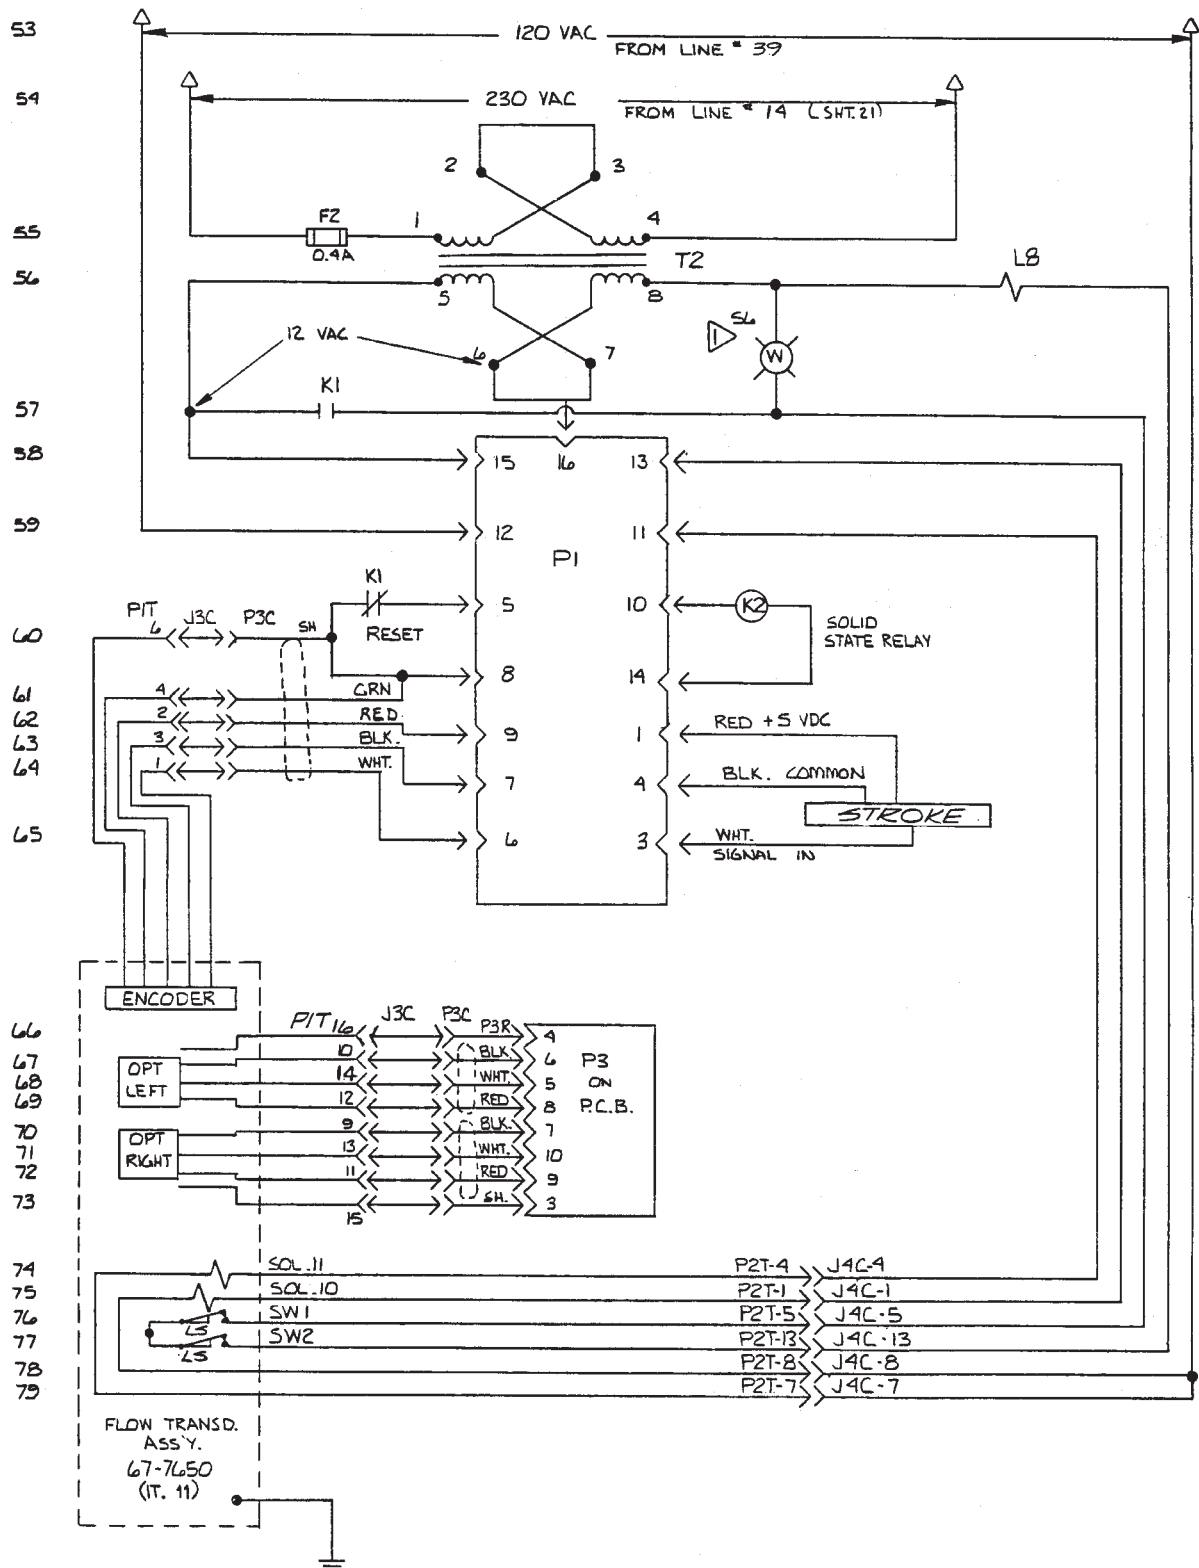 53 120 VAC
FROM LINE # 39
54 230 VAC
FROM LINE # 14 (SHT.21)
2 3
55 F2 1 4
0.4A
T2
56 5 8 L8
12 VAC 1 56
6 7 W
57 K1
58 15 16 13
59 12 11
P1
K1
5 10 K2
RESET
SOLID
STATE RELAY
PIT
60 6 J3C P3C SH
8 14
61 4 GRN
62 2 RED
9 1 RED +5 VDC
63 3 BLK.
64 1 WHT.
7 4 BLK. COMMON
STROKE
65 6 3 WHT.
SIGNAL IN
ENCODER
66 PIT 16 J3C P3C P3R 4
67 10 BLK 6 P3
68 OPT 14 WHT. 5 ON
69 LEFT 12 RED 8 P.C.B.
70 OPT 9 BLK. 7
71 RIGHT 13 WHT. 10
72 11 RED 9
73 15 SH. 3
74 SOL.11 P2T-4 J4C-4
75 SOL.10 P2T-1 J4C-1
76 LS SW1 P2T-5 J4C-5
77 LS SW2 P2T-13 J4C-13
78 P2T-8 J4C-8
79 P2T-7 J4C-7
FLOW TRANSD.
ASS'Y.
67-7650
(IT. 11)